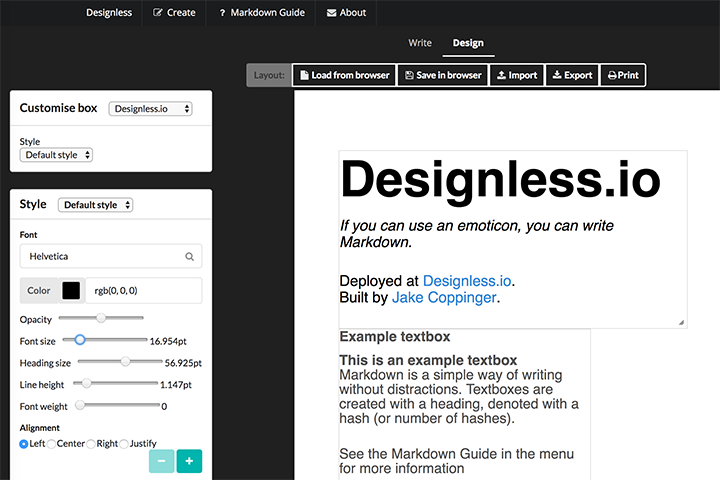 Designless
Create
? Markdown Guide
About
Write
Design
Layout:
Load from browser
Save in browser
Import
Export
Print
Customise box
Designless.io
Style
Default style
Style
Default style
Font
Helvetica
Color
rgb(0, 0, 0)
Opacity
Font size
16.954pt
Heading size
56.925pt
Line height
1.147pt
Font weight
0
Alignment
Left
Center
Right
Justify
Designless.io
If you can use an emoticon, you can write
Markdown.
Deployed at Designless.io.
Built by Jake Coppinger.
Example textbox
This is an example textbox
Markdown is a simple way of writing
without distractions. Textboxes are
created with a heading, denoted with a
hash (or number of hashes).
See the Markdown Guide in the menu
for more information